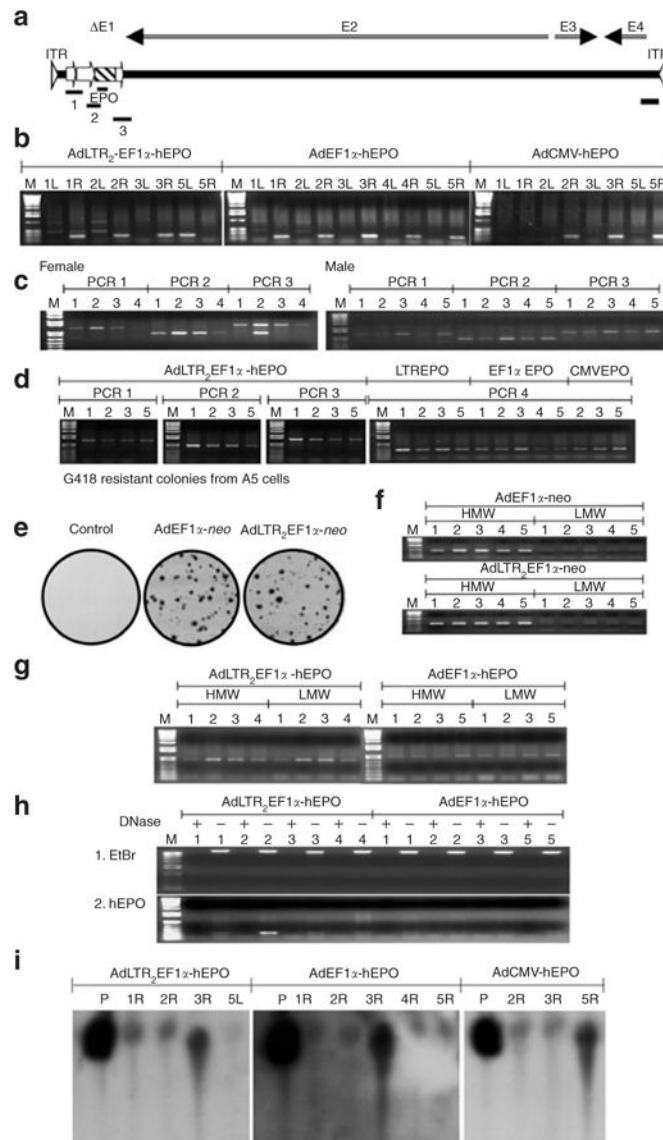 a
ΔE1 E2 E3 E4
ITR ITR
EPO
1
2
3
b
AdLTR₂-EF1α-hEPO AdEF1α-hEPO AdCMV-hEPO
M 1L 1R 2L 2R 3L 3R 5L 5R M 1L 1R 2L 2R 3L 3R 4L 4R 5L 5R M 1L 1R 2L 2R 3L 3R 5L 5R
c
Female Male
PCR 1 PCR 2 PCR 3 PCR 1 PCR 2 PCR 3
M 1 2 3 4 1 2 3 4 1 2 3 4 M 1 2 3 4 5 1 2 3 4 5 1 2 3 4 5
d
AdLTR₂EF1α-hEPO LTREPO EF1α EPO CMVEPO
PCR 1 PCR 2 PCR 3 PCR 4
M 1 2 3 5 M 1 2 3 5 M 1 2 3 5 M 1 2 3 5 1 2 3 4 5 2 3 5
G418 resistant colonies from A5 cells
e
Control AdEF1α-neo AdLTR₂EF1α-neo
f
AdEF1α-neo
HMW LMW
1 2 3 4 5 1 2 3 4 5
AdLTR₂EF1α-neo
HMW LMW
1 2 3 4 5 1 2 3 4 5
g
AdLTR₂EF1α-hEPO AdEF1α-hEPO
HMW LMW HMW LMW
M 1 2 3 4 1 2 3 4 M 1 2 3 5 1 2 3 5
h
AdLTR₂EF1α-hEPO AdEF1α-hEPO
DNase + – + – + – + – + – + – + – + –
M 1 1 2 2 3 3 4 4 1 1 2 2 3 3 5 5
1. EtBr
2. hEPO
i
AdLTR₂EF1α-hEPO AdEF1α-hEPO AdCMV-hEPO
P 1R 2R 3R 5L P 1R 2R 3R 4R 5R P 2R 3R 5R